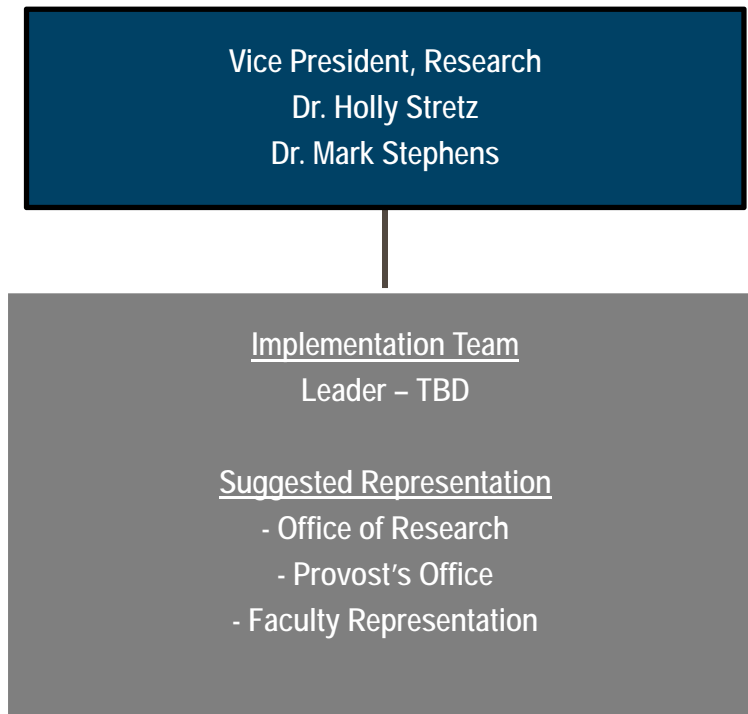 Vice President, Research
Dr. Holly Stretz
Dr. Mark Stephens
Implementation Team
Leader – TBD
Suggested Representation
- Office of Research
- Provost’s Office
- Faculty Representation